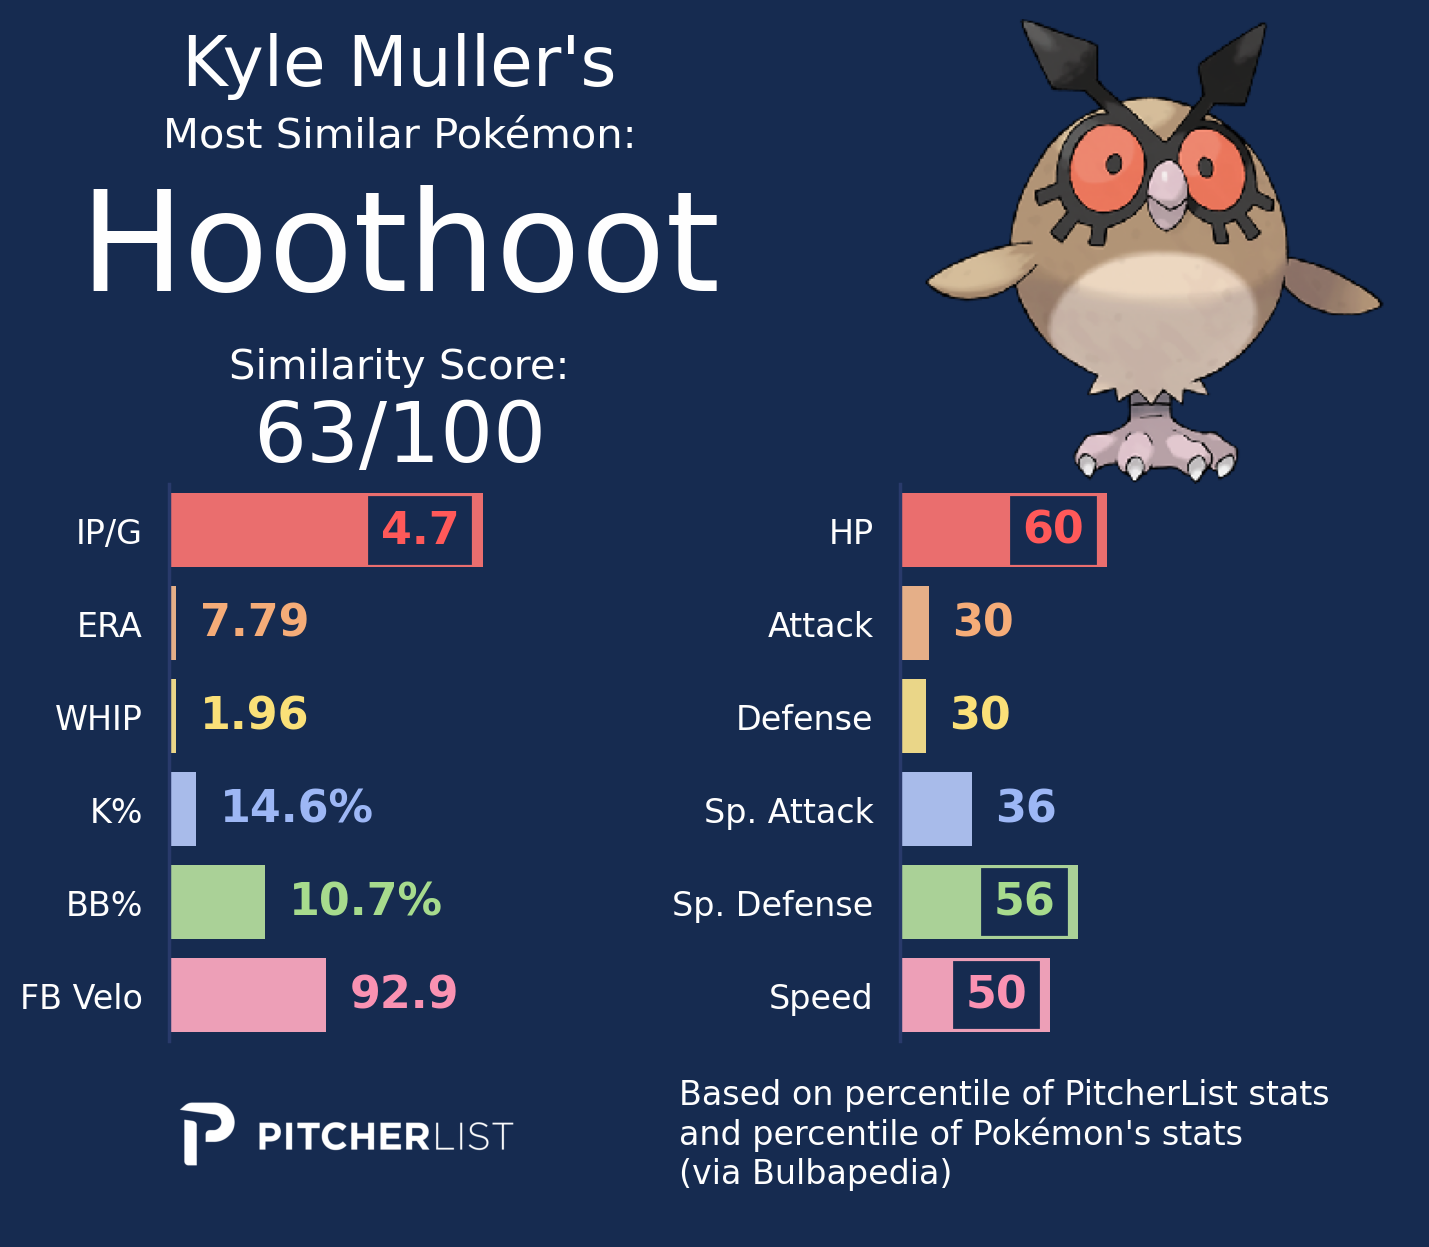 Kyle Muller's
Most Similar Pokémon:
Hoothoot
Similarity Score:
63/100
IP/G 4.7
ERA 7.79
WHIP 1.96
K% 14.6%
BB% 10.7%
FB Velo 92.9
HP 60
Attack 30
Defense 30
Sp. Attack 36
Sp. Defense 56
Speed 50
PITCHERLIST
Based on percentile of PitcherList stats
and percentile of Pokémon's stats
(via Bulbapedia)